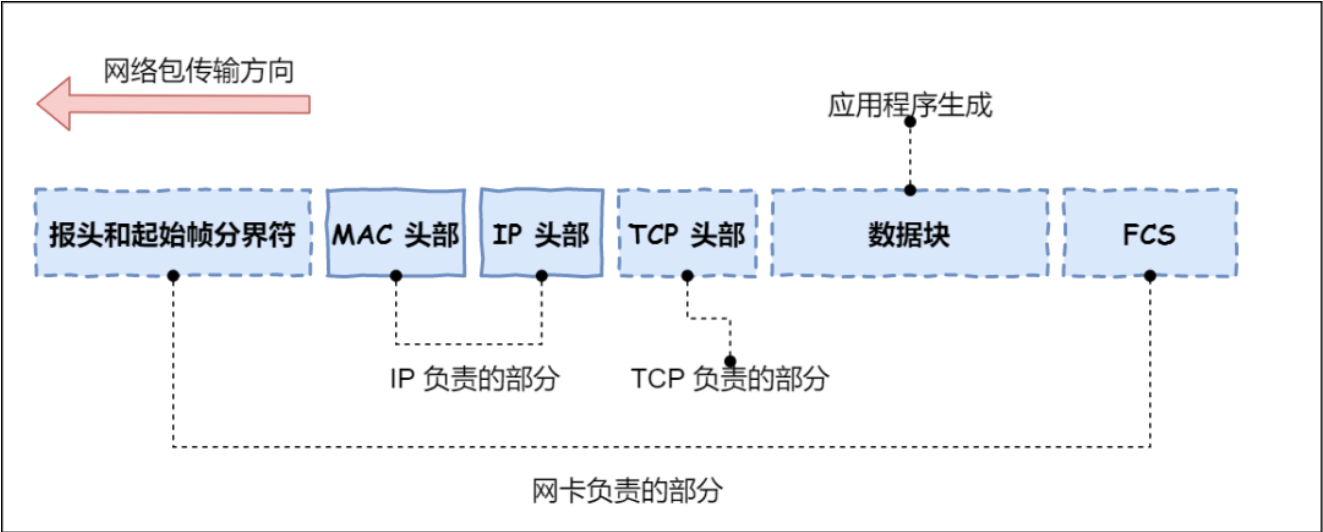 网络包传输方向
应用程序生成
报头和起始帧分界符
MAC 头部
IP 头部
TCP 头部
数据块
FCS
IP 负责的部分
TCP 负责的部分
网卡负责的部分